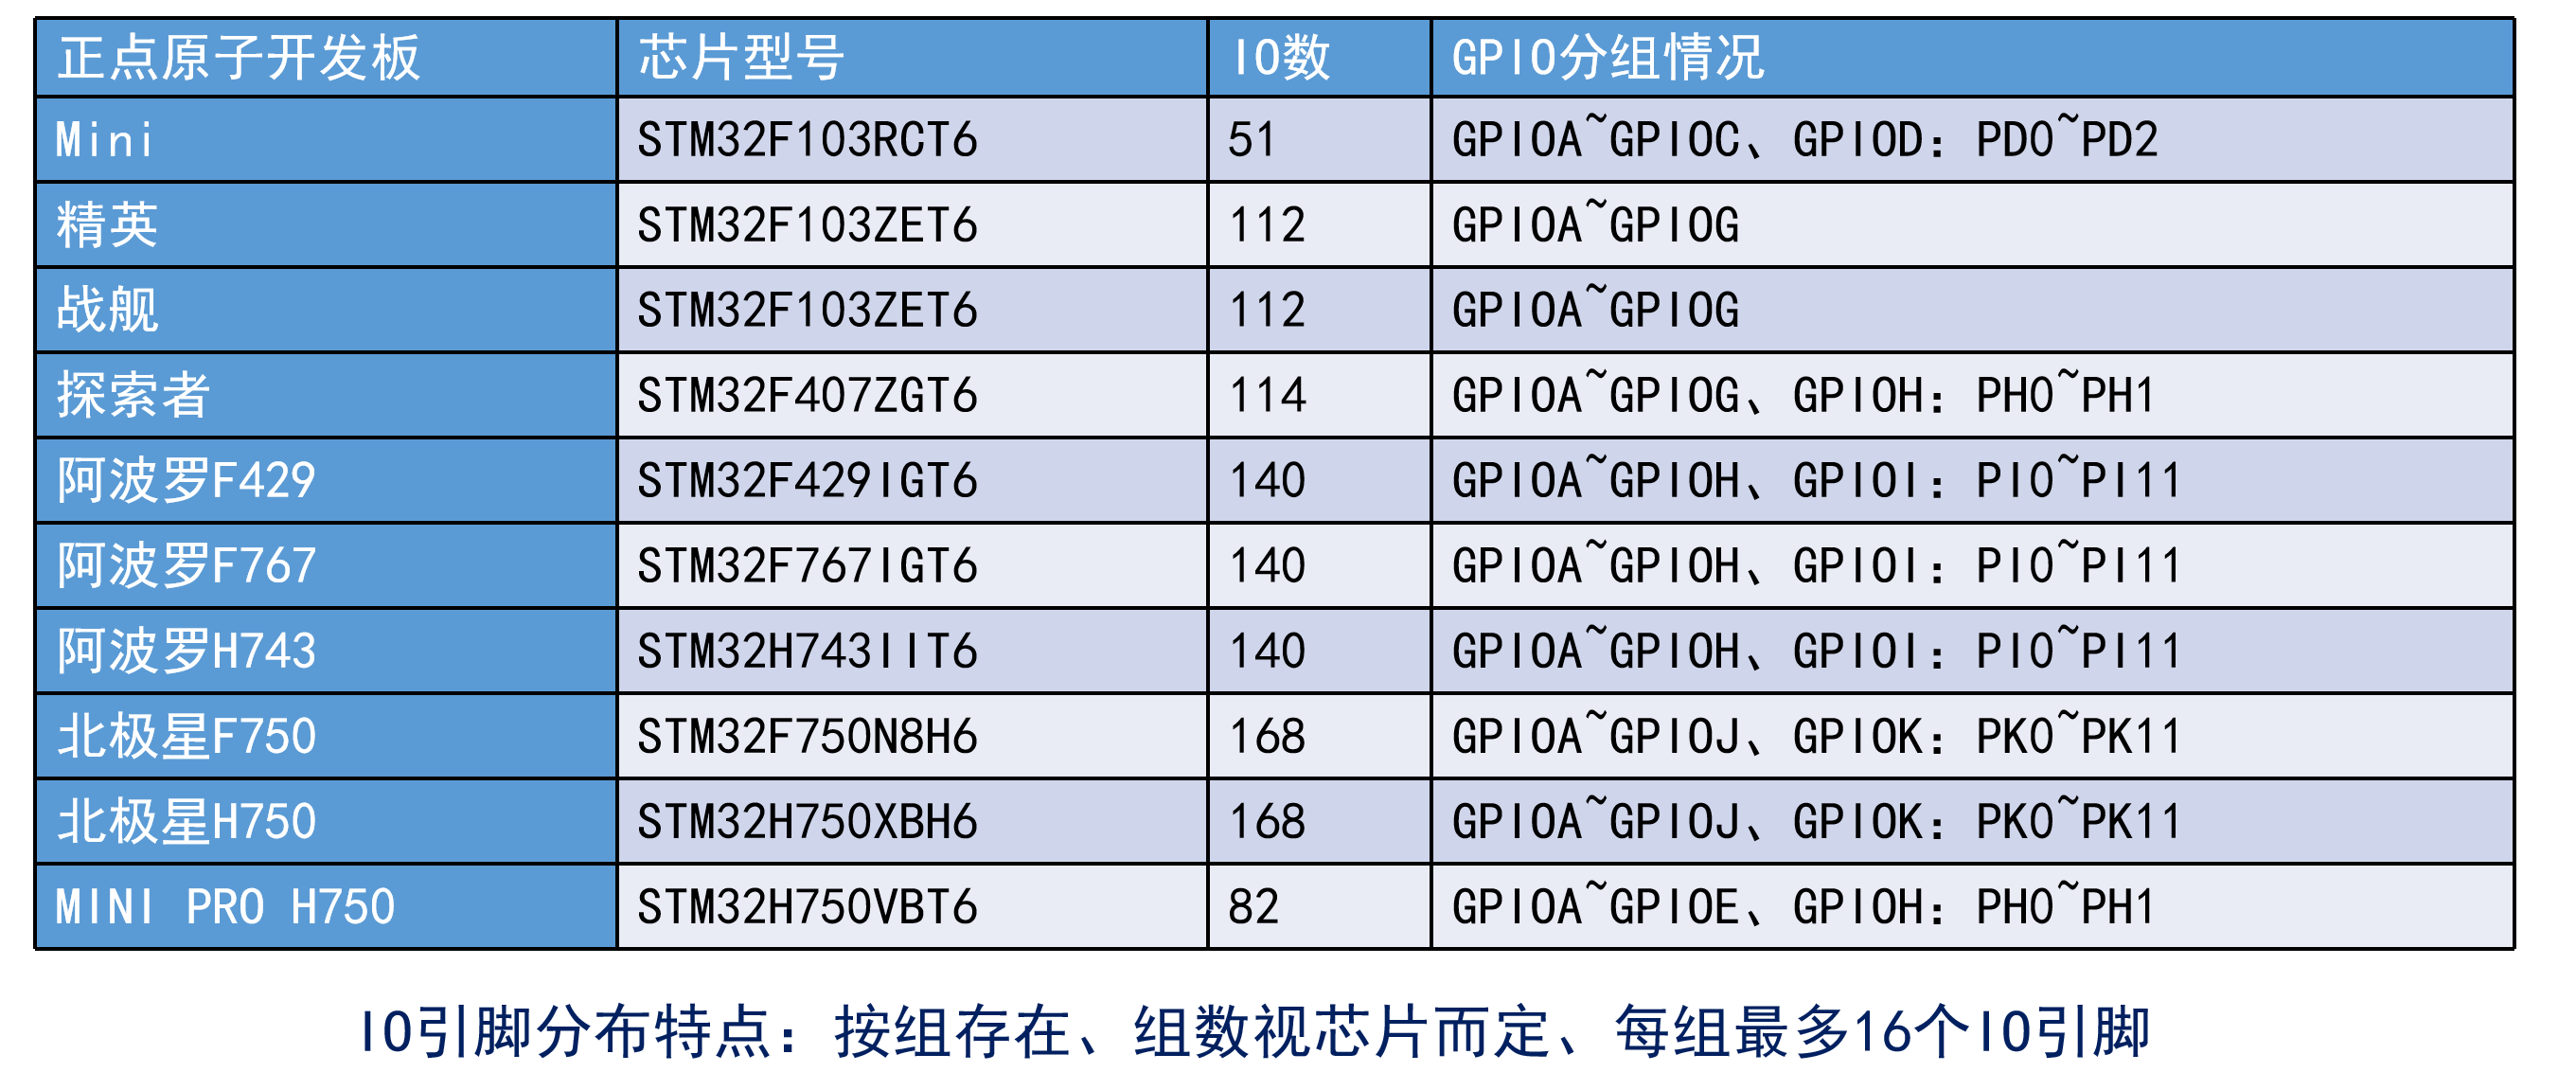 正点原子开发板 芯片型号 IO数 GPIO分组情况
Mini STM32F103RCT6 51 GPIOA~GPIOC、GPIOD：PD0~PD2
精英 STM32F103ZET6 112 GPIOA~GPIOG
战舰 STM32F103ZET6 112 GPIOA~GPIOG
探索者 STM32F407ZGT6 114 GPIOA~GPIOG、GPIOH：PH0~PH1
阿波罗F429 STM32F429IGT6 140 GPIOA~GPIOH、GPIOI：PI0~PI11
阿波罗F767 STM32F767IGT6 140 GPIOA~GPIOH、GPIOI：PI0~PI11
阿波罗H743 STM32H743IIT6 140 GPIOA~GPIOH、GPIOI：PI0~PI11
北极星F750 STM32F750N8H6 168 GPIOA~GPIOJ、GPIOK：PK0~PK11
北极星H750 STM32H750XBH6 168 GPIOA~GPIOJ、GPIOK：PK0~PK11
MINI PRO H750 STM32H750VBT6 82 GPIOA~GPIOE、GPIOH：PH0~PH1
IO引脚分布特点：按组存在、组数视芯片而定、每组最多16个IO引脚